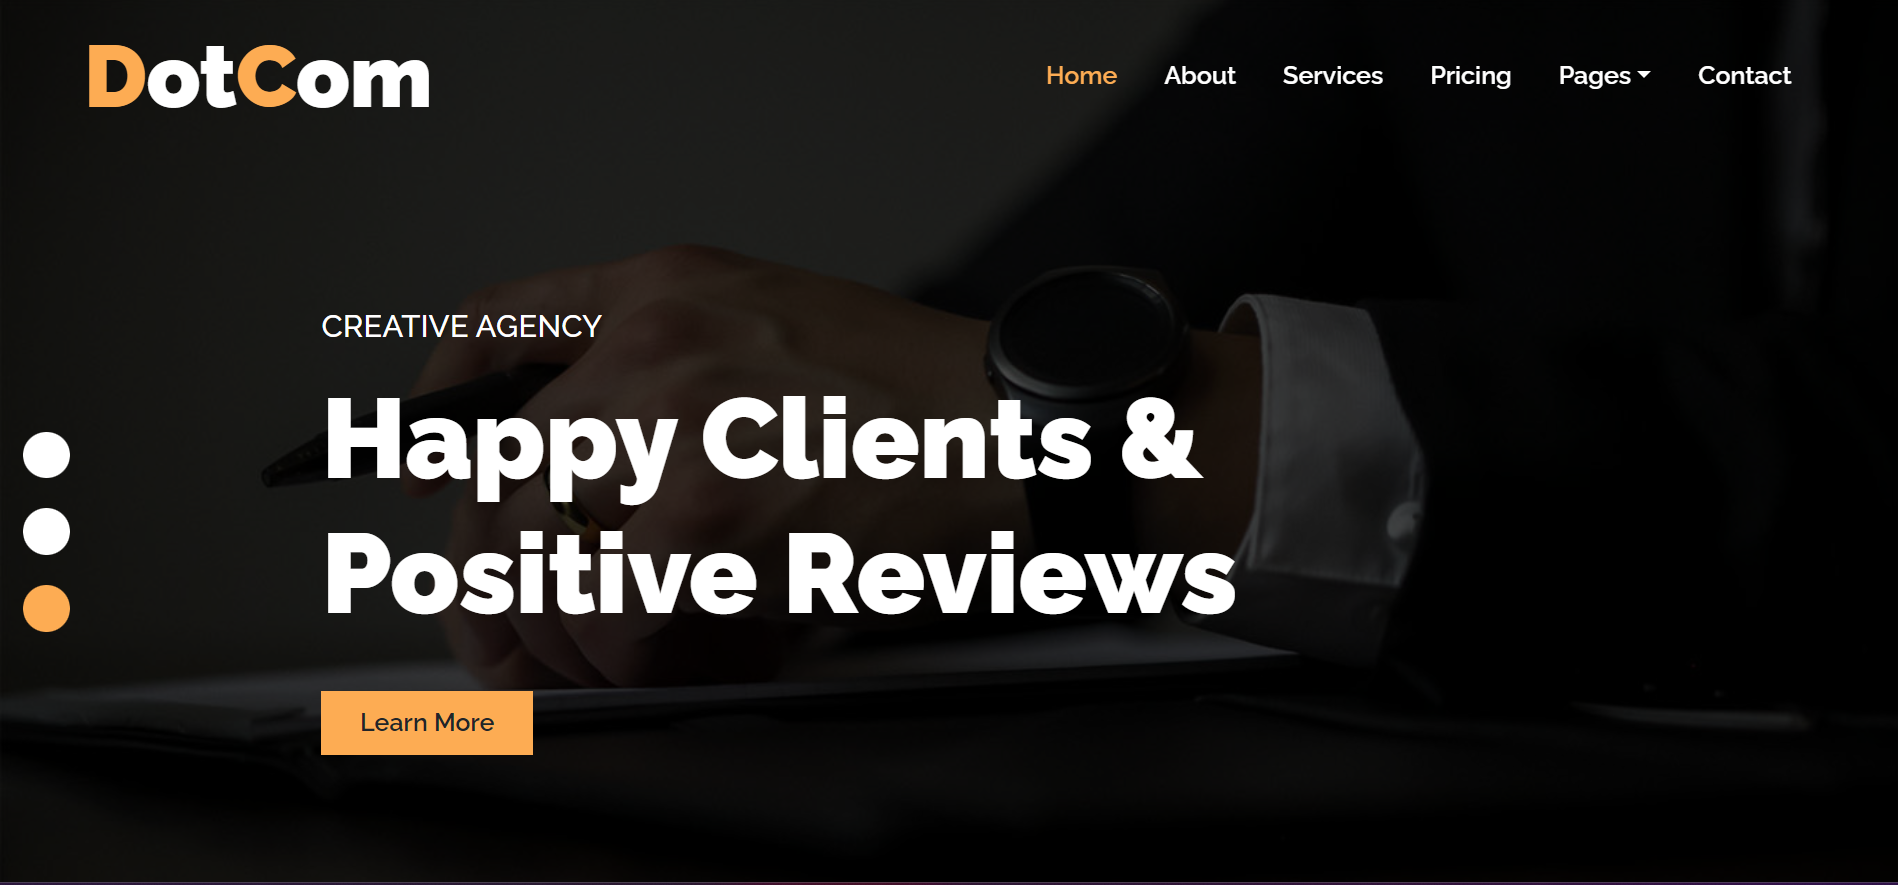 DotCom
Home About Services Pricing Pages Contact
CREATIVE AGENCY
Happy Clients &
Positive Reviews
Learn More